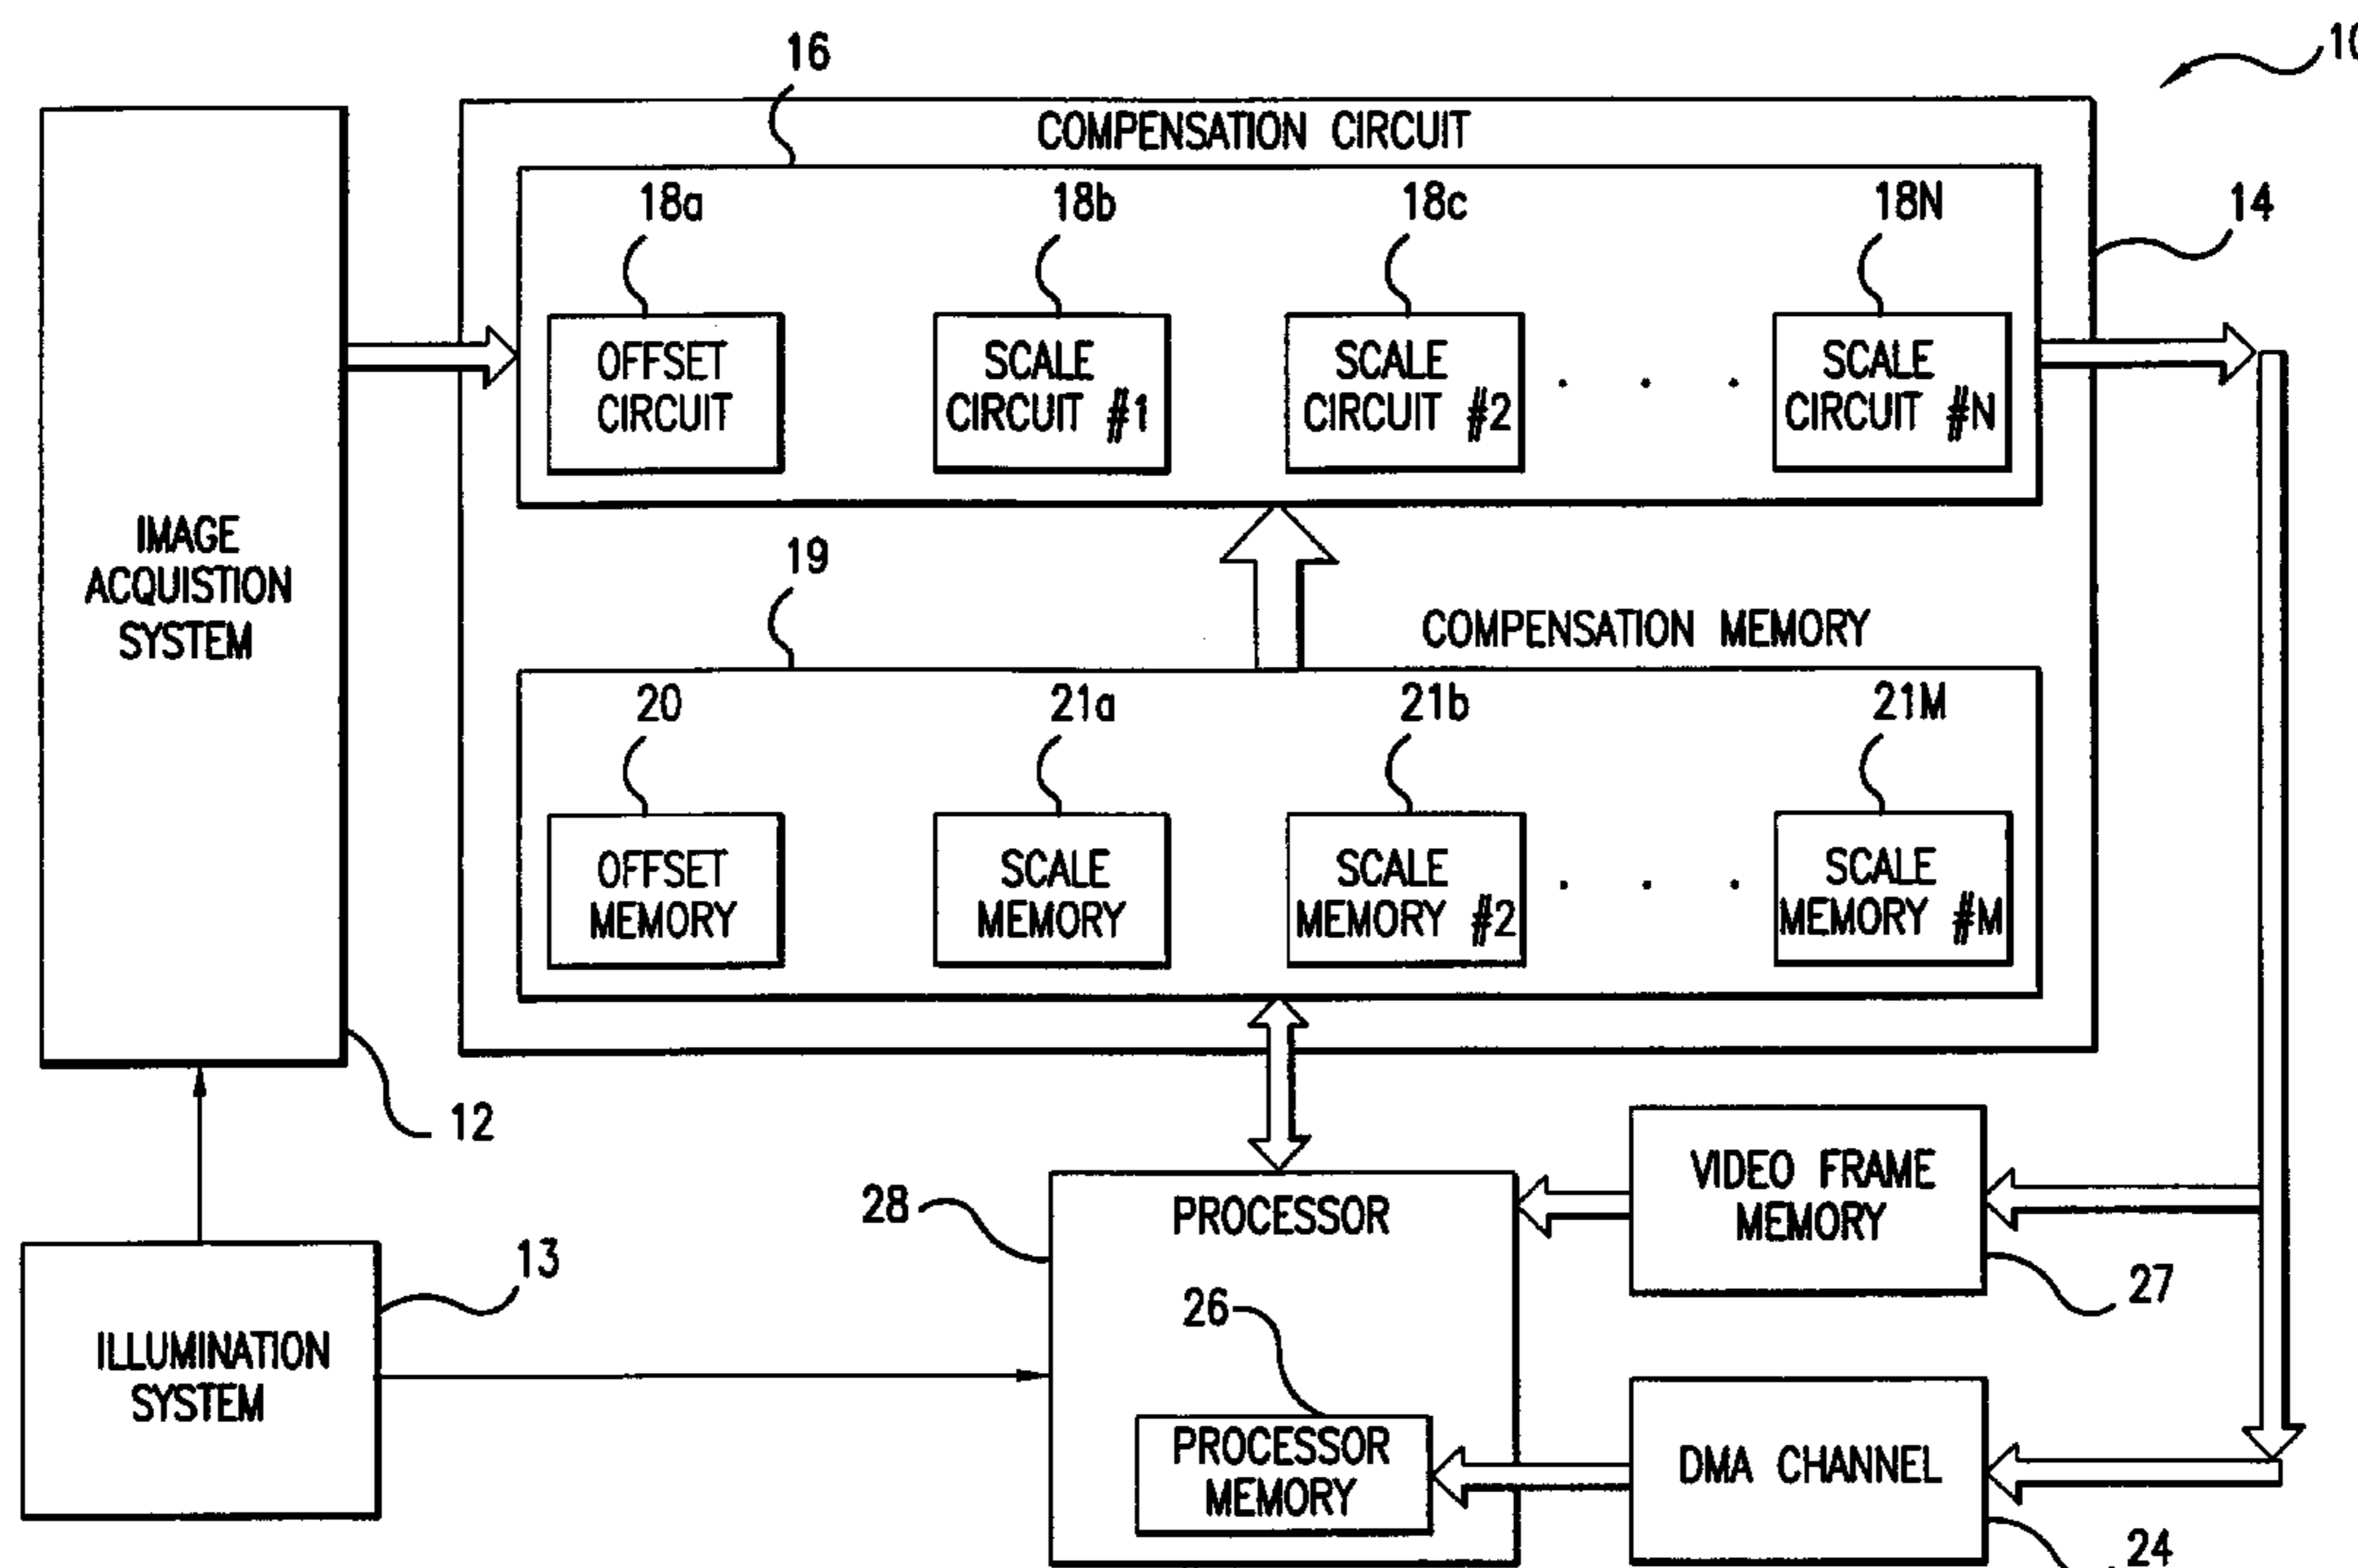 10
16
COMPENSATION CIRCUIT
18a
18b
18c
18N
14
OFFSET
CIRCUIT
SCALE
CIRCUIT #1
SCALE
CIRCUIT #2
. . .
SCALE
CIRCUIT #N
IMAGE
ACQUISTION
SYSTEM
19
COMPENSATION MEMORY
20
21a
21b
21M
OFFSET
MEMORY
SCALE
MEMORY
SCALE
MEMORY #2
. . .
SCALE
MEMORY #M
12
VIDEO FRAME
MEMORY
28
PROCESSOR
13
27
26
ILLUMINATION
SYSTEM
PROCESSOR
MEMORY
DMA CHANNEL
24